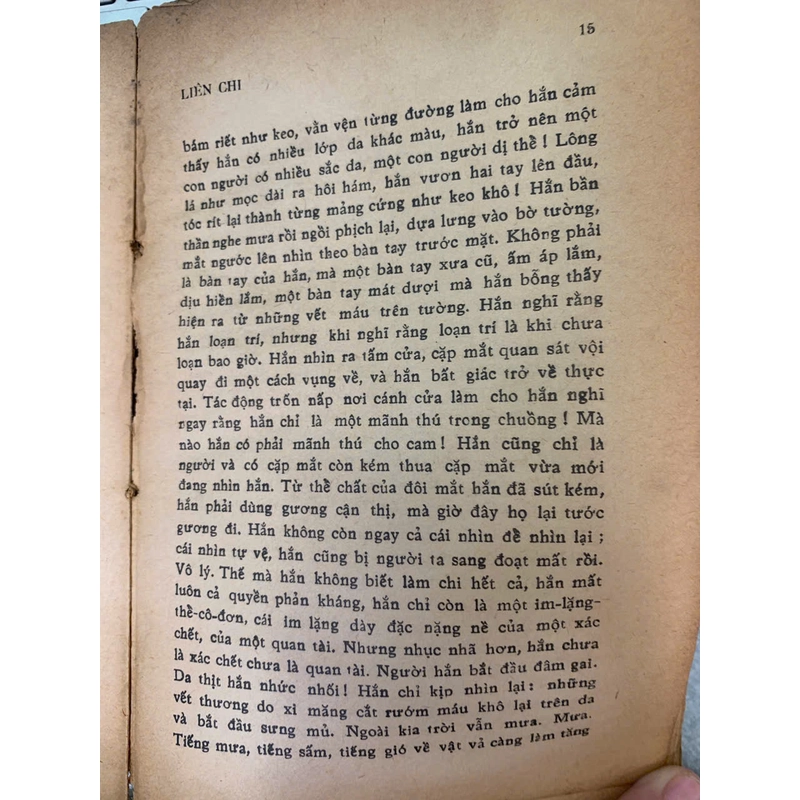 15
LIÊN CHI
bám riết như keo, vằn vện từng đường làm cho hắn cảm
thấy hắn có nhiều lớp da khác màu, hắn trở nên một
con người có nhiều sắc da, một con người dị thề ! Lông
lá như mọc dài ra hôi hám, hắn vươn hai tay lên đầu,
tóc rít lại thành từng mảng cứng như keo khô ! Hắn bần
thần nghe mưa rồi ngồi phịch lại, dựa lưng vào bờ tường,
mắt ngước lên nhìn theo bàn tay trước mặt. Không phải
là bàn tay của hắn, mà một bàn tay xưa cũ, ấm áp lắm,
dịu hiền lắm, một bàn tay mát dượi mà hắn bỗng thấy
hiện ra từ những vết máu trên tường. Hắn nghĩ rằng
hắn loạn trí, nhưng khi nghĩ rằng loạn trí là khi chưa
loạn bao giờ. Hắn nhìn ra tấm cửa, cặp mắt quan sát vội
quay đi một cách vụng về, và hắn bất giác trở về thực
tại. Tác động trốn nấp nơi cánh cửa làm cho hắn nghĩ
ngay rằng hắn chỉ là một mãnh thú trong chuồng ! Mà
nào hắn có phải mãnh thú cho cam ! Hắn cũng chỉ là
người và có cặp mắt còn kém thua cặp mắt vừa mới
đang nhìn hắn. Từ thề chất của đôi mắt hắn đã sút kém,
hắn phải dùng gương cận thị, mà giờ đây họ lại tước
gương đi. Hắn không còn ngay cả cái nhìn đề nhìn lại ;
cái nhìn tự vệ, hắn cũng bị người ta sang đoạt mất rồi.
Vô lý. Thế mà hắn không biết làm chi hết cả, hắn mất
luôn cả quyền phản kháng, hắn chỉ còn là một im-lặng-
thề-cô-đơn, cái im lặng dày đặc nặng nề của một xác
chết, của một quan tài. Nhưng nhục nhã hơn, hắn chưa
là xác chết chưa là quan tài. Người hắn bắt đầu đâm gai.
Da thịt hắn nhức nhối ! Hắn chỉ kịp nhìn lại : những
vết thương do xi măng cắt rướm máu khô lại trên da
và bắt đầu sưng mủ. Ngoài kia trời vẫn mưa. Mưa.
Tiếng mưa, tiếng sấm, tiếng gió về vật vả càng làm tăng